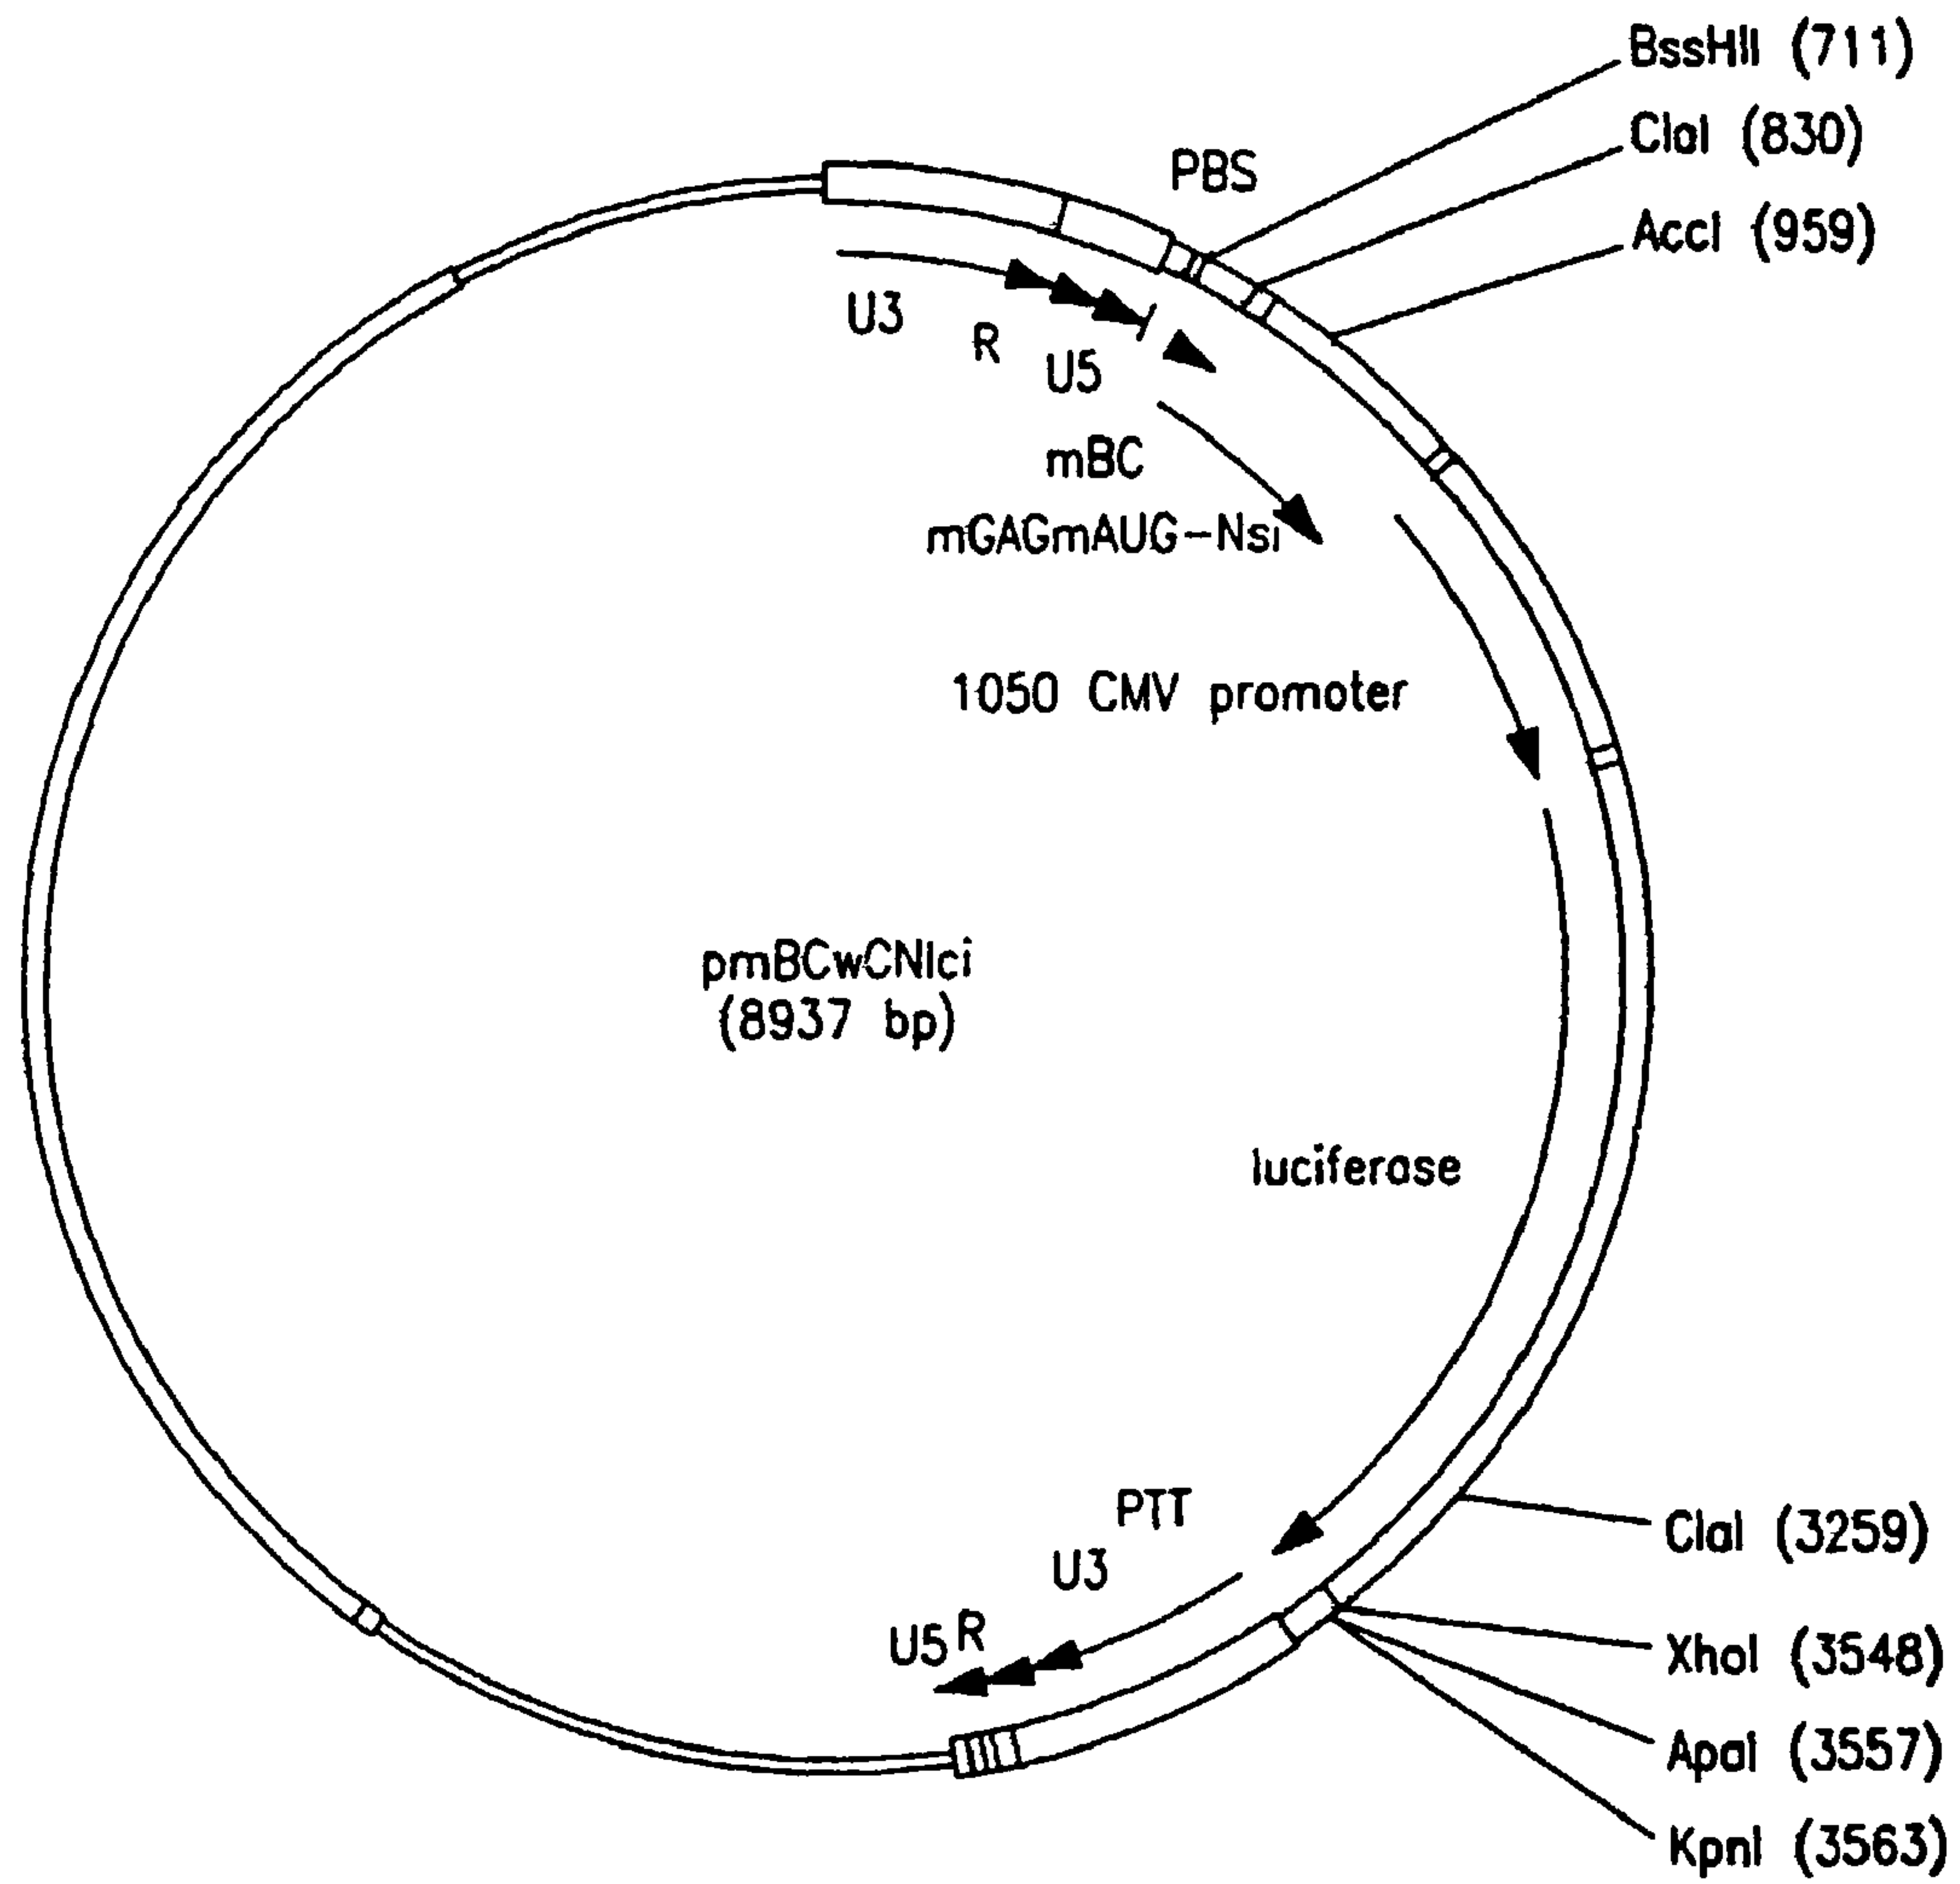 BssHII (711)
ClaI (830)
AccI (959)
PBS
U3
R
U5
mBC
mGAGmAUG-Nsi
1050 CMV promoter
pmBCwCNlci
(8937 bp)
luciferase
PTT
U3
R
U5
ClaI (3259)
XhoI (3548)
ApaI (3557)
KpnI (3563)